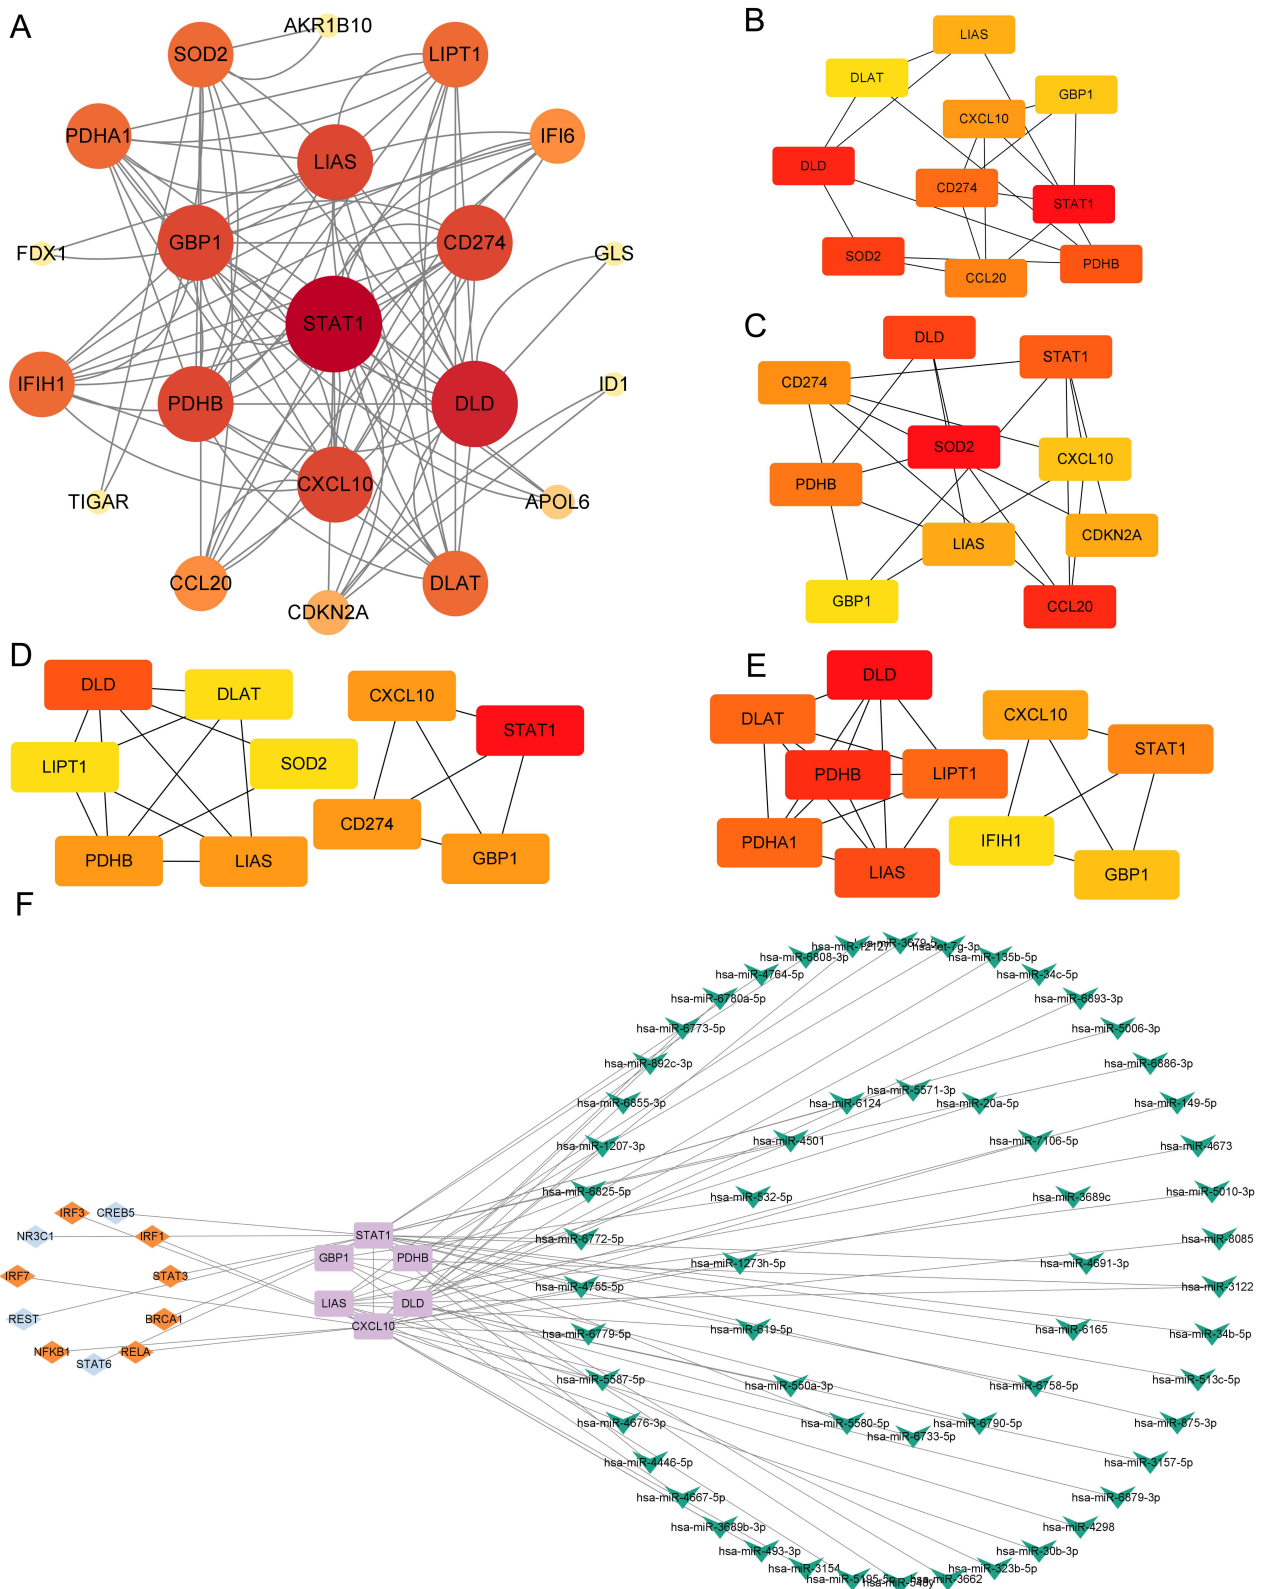 A
AKR1B10
SOD2
LIPT1
PDHA1
IFI6
LIAS
GBP1
CD274
FDX1
GLS
STAT1
IFIH1
ID1
PDHB
DLD
CXCL10
TIGAR
APOL6
CCL20
DLAT
CDKN2A
B
LIAS
DLAT
GBP1
CXCL10
DLD
CD274
STAT1
SOD2
PDHB
CCL20
C
DLD
STAT1
CD274
SOD2
CXCL10
PDHB
CDKN2A
LIAS
GBP1
CCL20
D
DLD
DLAT
LIPT1
SOD2
PDHB
LIAS
CXCL10
STAT1
CD274
GBP1
E
DLD
DLAT
PDHB
LIPT1
PDHA1
LIAS
CXCL10
STAT1
IFIH1
GBP1
F
hsa-miR-12127
hsa-let-7g-3p
hsa-miR-6808-3p
hsa-miR-135b-5p
hsa-miR-4764-5p
hsa-miR-34c-5p
hsa-miR-6780a-5p
hsa-miR-6893-3p
hsa-miR-6773-5p
hsa-miR-5006-3p
hsa-miR-892c-3p
hsa-miR-6886-3p
hsa-miR-5571-3p
hsa-miR-6855-3p
hsa-miR-6124
hsa-miR-20a-5p
hsa-miR-149-5p
hsa-miR-1207-3p
hsa-miR-4501
hsa-miR-7106-5p
hsa-miR-4673
hsa-miR-6825-5p
hsa-miR-532-5p
hsa-miR-3689c
hsa-miR-5010-3p
IRF3
CREB5
NR3C1
IRF1
STAT1
hsa-miR-6772-5p
hsa-miR-8085
GBP1
PDHB
hsa-miR-1273h-5p
hsa-miR-4691-3p
IRF7
STAT3
hsa-miR-4755-5p
hsa-miR-3122
LIAS
DLD
REST
BRCA1
CXCL10
hsa-miR-6779-5p
hsa-miR-619-5p
hsa-miR-6165
hsa-miR-34b-5p
NFKB1
RELA
STAT6
hsa-miR-5587-5p
hsa-miR-550a-3p
hsa-miR-6758-5p
hsa-miR-513c-5p
hsa-miR-4676-3p
hsa-miR-5580-5p
hsa-miR-6790-5p
hsa-miR-875-3p
hsa-miR-6733-5p
hsa-miR-4446-5p
hsa-miR-3157-5p
hsa-miR-4667-5p
hsa-miR-6879-3p
hsa-miR-3689b-3p
hsa-miR-4298
hsa-miR-493-3p
hsa-miR-30b-3p
hsa-miR-3154
hsa-miR-323b-5p
hsa-miR-5195-5p
hsa-miR-3662